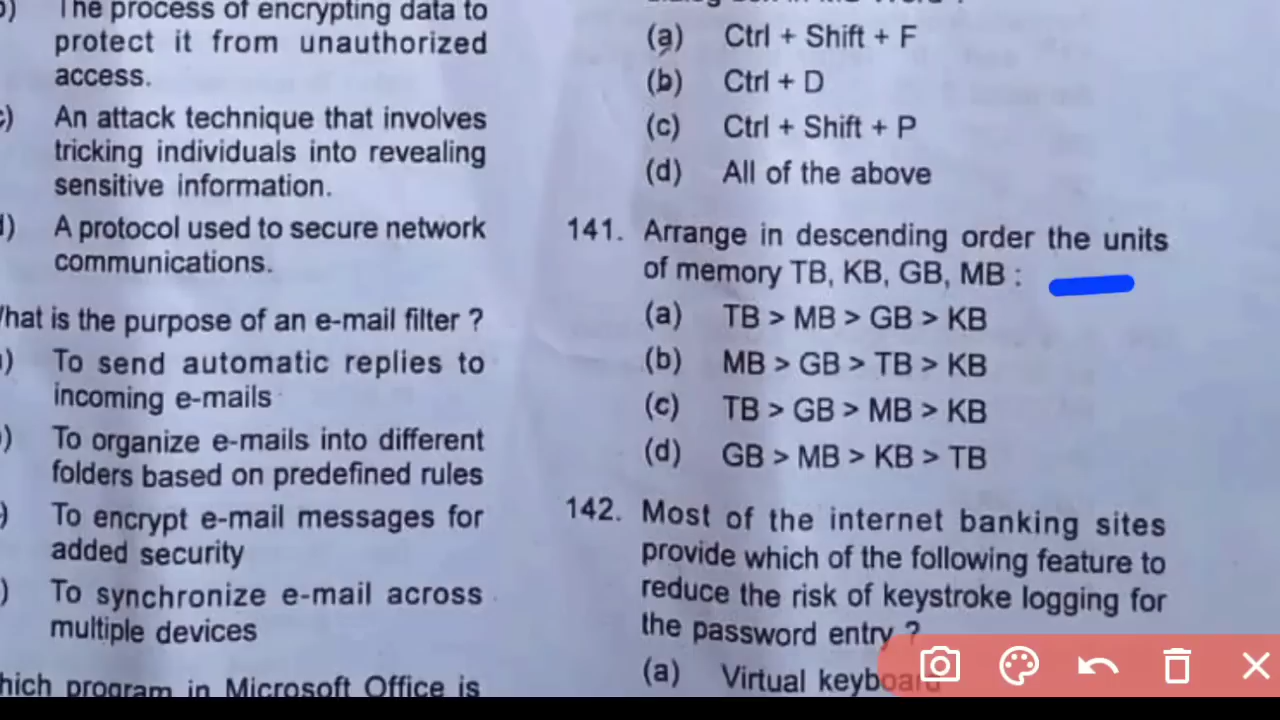 The process of encrypting data to
protect it from unauthorized
access.
An attack technique that involves
tricking individuals into revealing
sensitive information.
A protocol used to secure network
communications.
What is the purpose of an e-mail filter ?
To send automatic replies to
incoming e-mails
To organize e-mails into different
folders based on predefined rules
To encrypt e-mail messages for
added security
To synchronize e-mail across
multiple devices
program in Microsoft Office is
(a) Ctrl + Shift + F
(b) Ctrl + D
(c) Ctrl + Shift + P
(d) All of the above
141. Arrange in descending order the units
of memory TB, KB, GB, MB :
(a) TB > MB > GB > KB
(b) MB > GB > TB > KB
(c) TB > GB > MB > KB
(d) GB > MB > KB > TB
142. Most of the internet banking sites
provide which of the following feature to
reduce the risk of keystroke logging for
the password entry ?
(a) Virtual keyboard